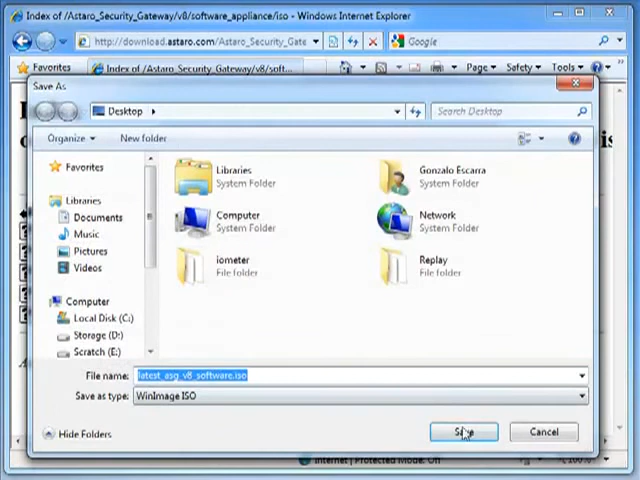 Index of /Astaro_Security_Gateway/v8/software_appliance/iso - Windows Internet Explorer
http://download.astaro.com/Astaro_Security_Gate
Google
Favorites
Index of /Astaro_Security_Gateway/v8/soft...
Page
Safety
Tools
Save As
Desktop
Search Desktop
Organize
New folder
Favorites
Libraries
Documents
Music
Pictures
Videos
Computer
Local Disk (C:)
Storage (D:)
Scratch (E:)
Libraries
System Folder
Gonzalo Escarra
System Folder
Computer
System Folder
Network
System Folder
iometer
File folder
Replay
File folder
File name:
latest_asg_v8_software.iso
Save as type:
WinImage ISO
Hide Folders
Save
Cancel
Internet | Protected Mode: On
100%